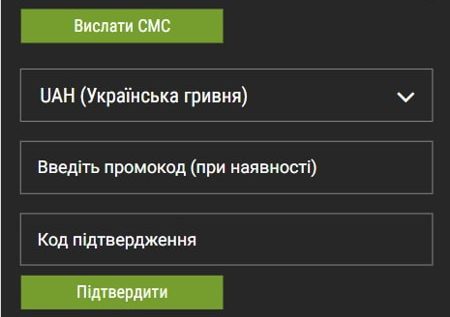 Вислати СМС
UAH (Українська гривня)
Введіть промокод (при наявності)
Код підтвердження
Підтвердити